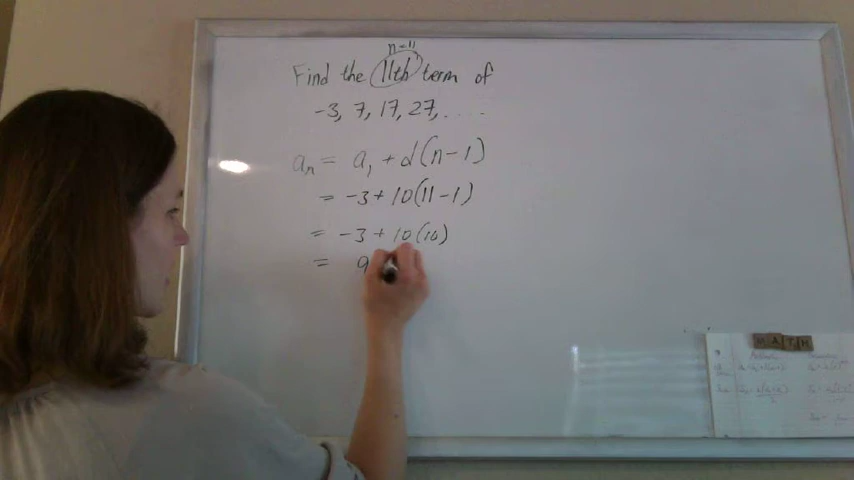 n=11
Find the 11th term of
-3, 7, 17, 27, ....
aₙ = a₁ + d(n-1)
= -3 + 10(11-1)
= -3 + 10(10)
= 9
MATH